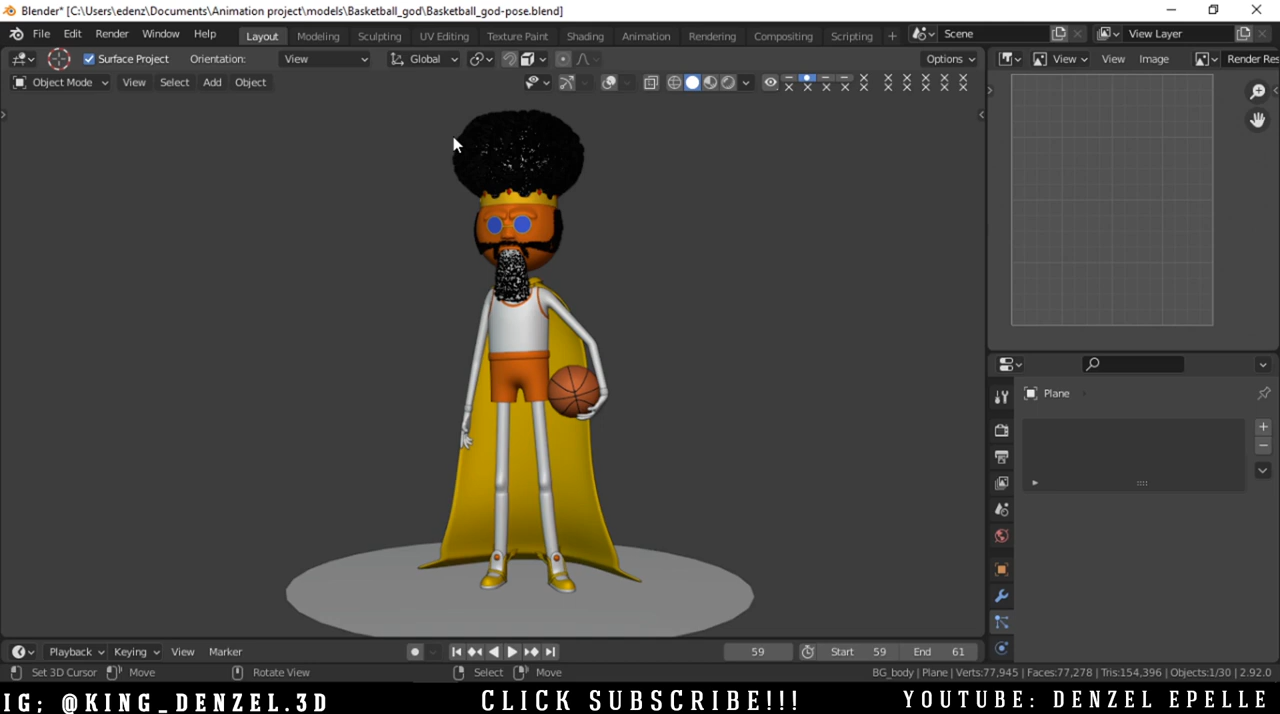 Blender* [C:\Users\edenz\Documents\Animation project\models\Basketball_god\Basketball_god-pose.blend]
File Edit Render Window Help Layout Modeling Sculpting UV Editing Texture Paint Shading Animation Rendering Compositing Scripting + Scene View Layer
Surface Project Orientation: View Global Options View View Image Render Res
Object Mode View Select Add Object
Plane
Playback Keying View Marker 59 Start 59 End 61
Set 3D Cursor Move Rotate View Select Move BG_body | Plane | Verts:77,945 | Faces:77,278 | Tris:154,396 | Objects:1/30 | 2.92.0
IG; @KING_DENZEL.3D CLICK SUBSCRIBE!!! YOUTUBE: DENZEL EPELLE